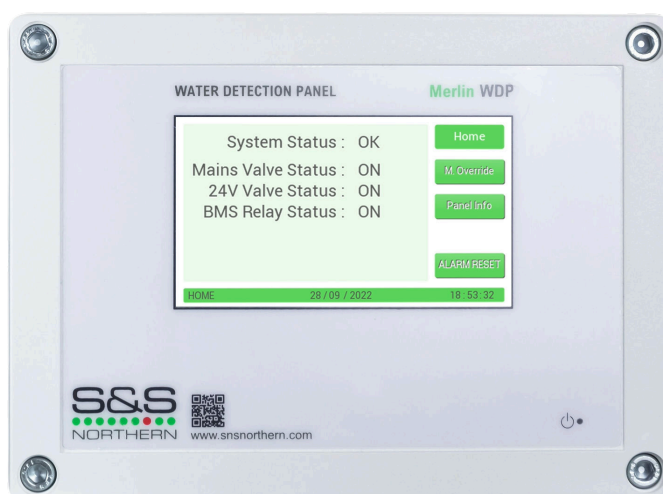 WATER DETECTION PANEL Merlin WDP
System Status : OK Home
Mains Valve Status : ON M. Override
24V Valve Status : ON
BMS Relay Status : ON Panel info
ALARM RESET
HOME 28 / 09 / 2022 18 : 53 : 32
S&S
NORTHERN www.snsnorthern.com